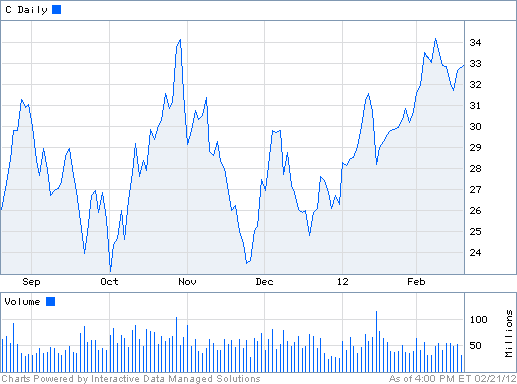 C Daily
34
33
32
31
30
29
28
27
26
25
24
Sep Oct Nov Dec 12 Feb
Volume
100
50
Millions
Charts Powered by Interactive Data Managed Solutions As of 4:00 PM ET 02/21/12